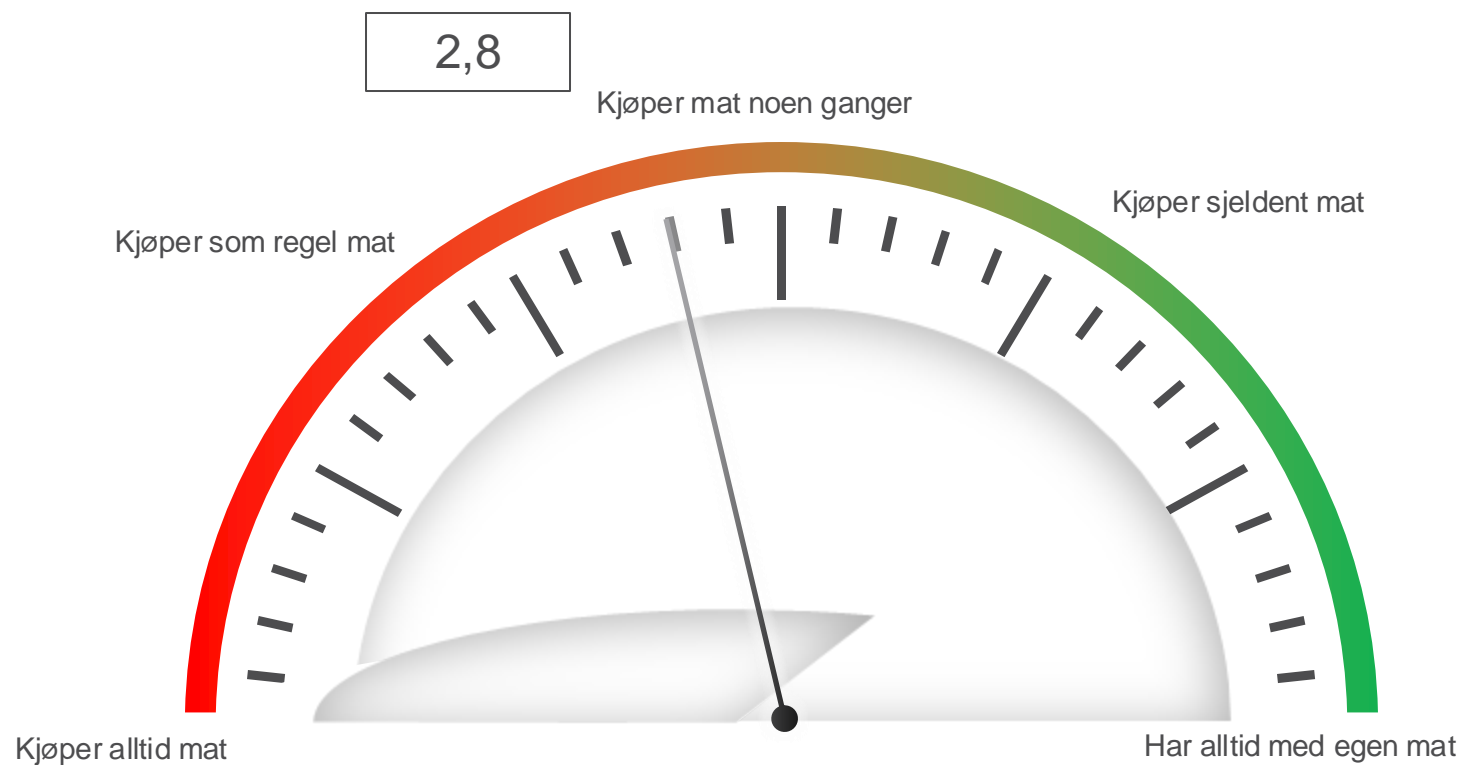 2,8
Kjøper mat noen ganger
Kjøper sjeldent mat
Kjøper som regel mat
Kjøper alltid mat
Har alltid med egen mat